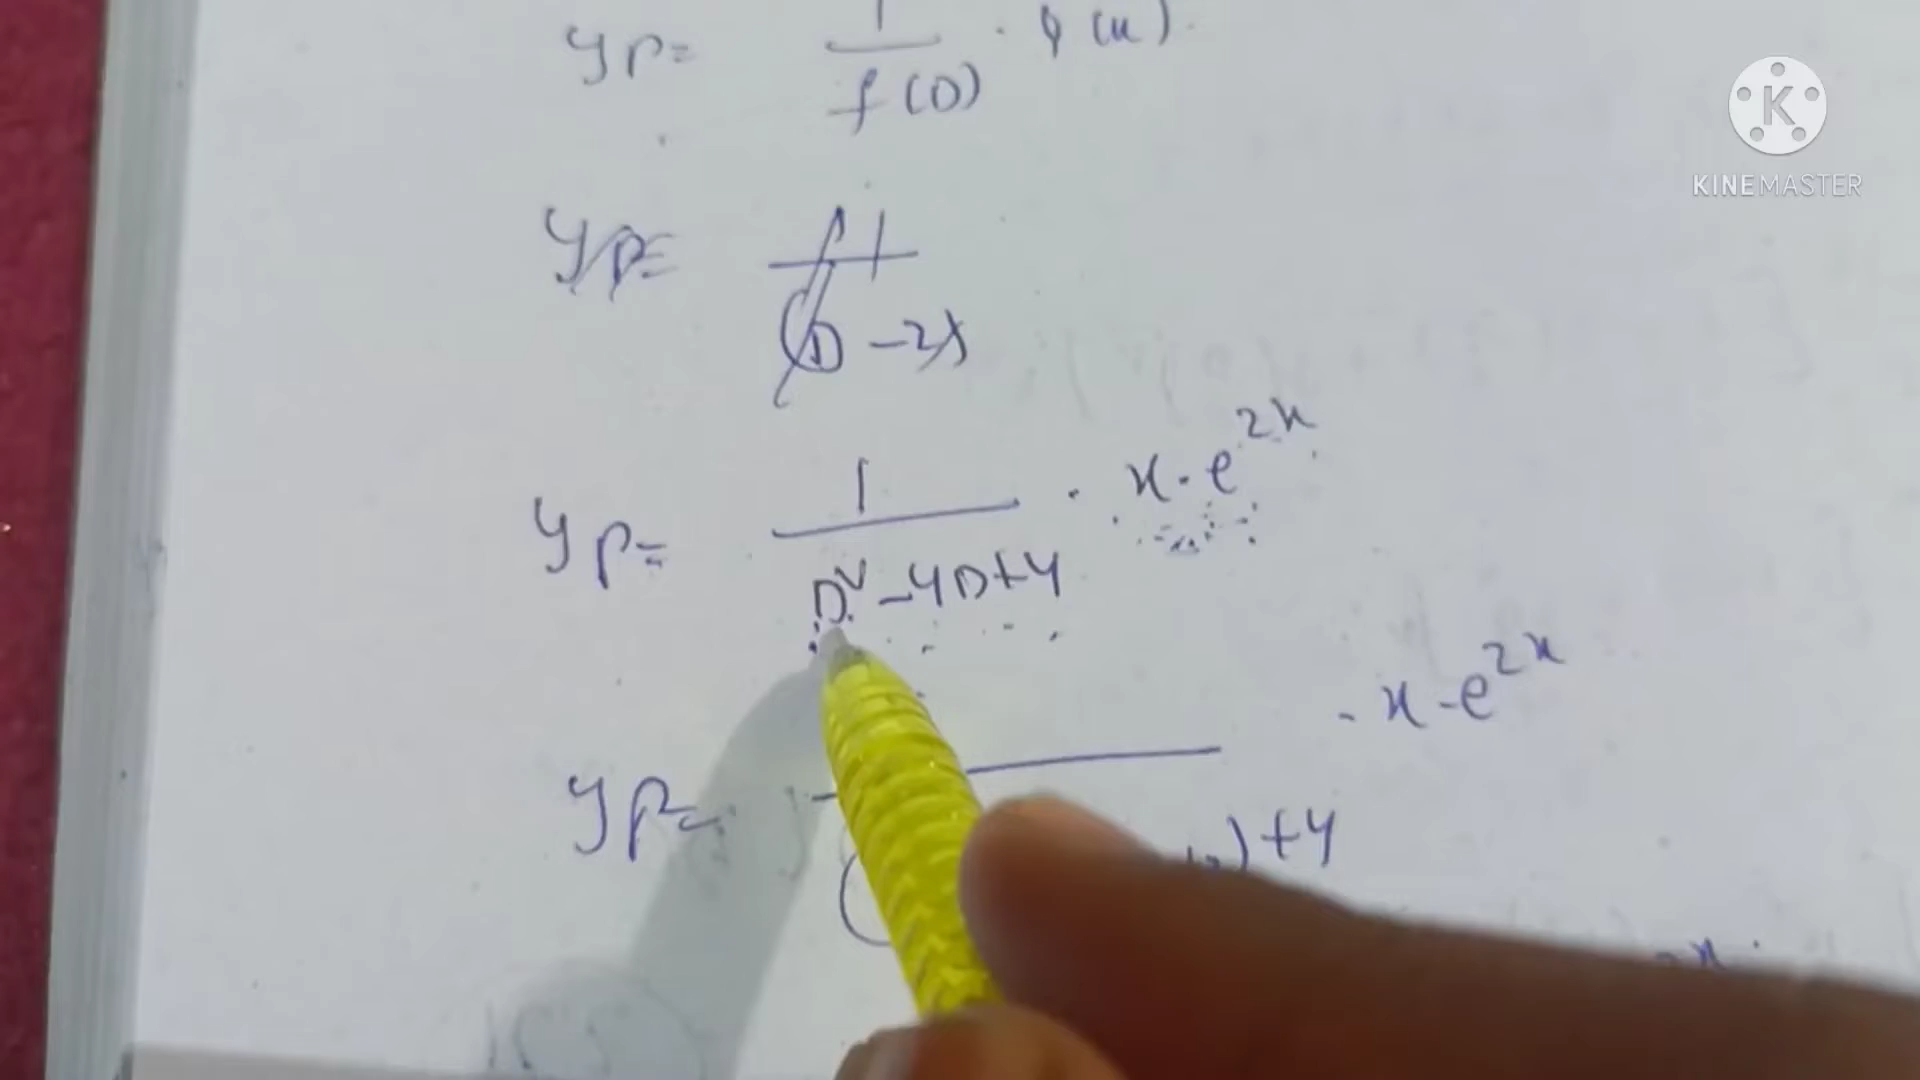 yp= 1/f(D) . φ(x).
yp= 1/(D-2)
yp= 1/D²-4D+4 . x.e^2x
yp= +4 . x-e^2x
KINEMASTER